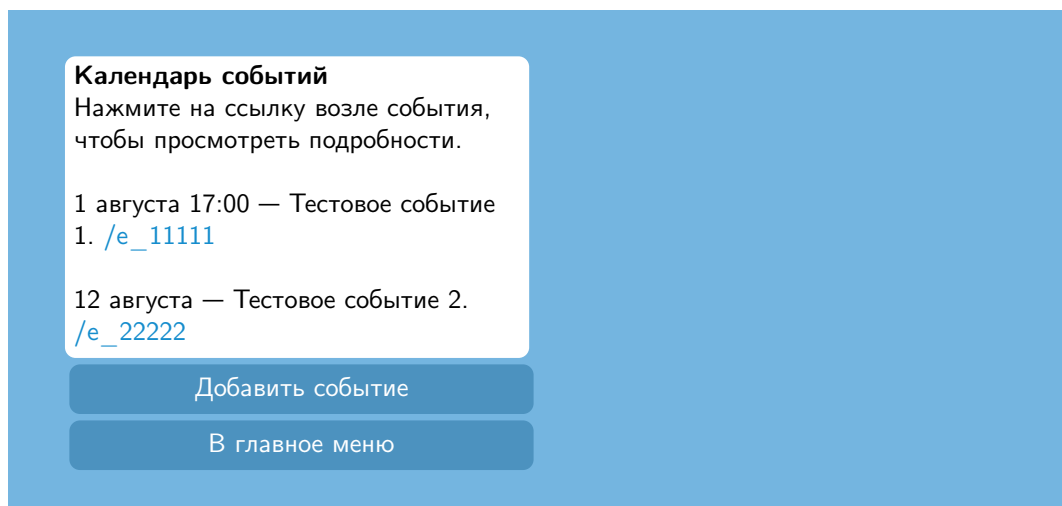 Календарь событий
Нажмите на ссылку возле события,
чтобы просмотреть подробности.
1 августа 17:00 — Тестовое событие
1. /e_11111
12 августа — Тестовое событие 2.
/e_22222
Добавить событие
В главное меню